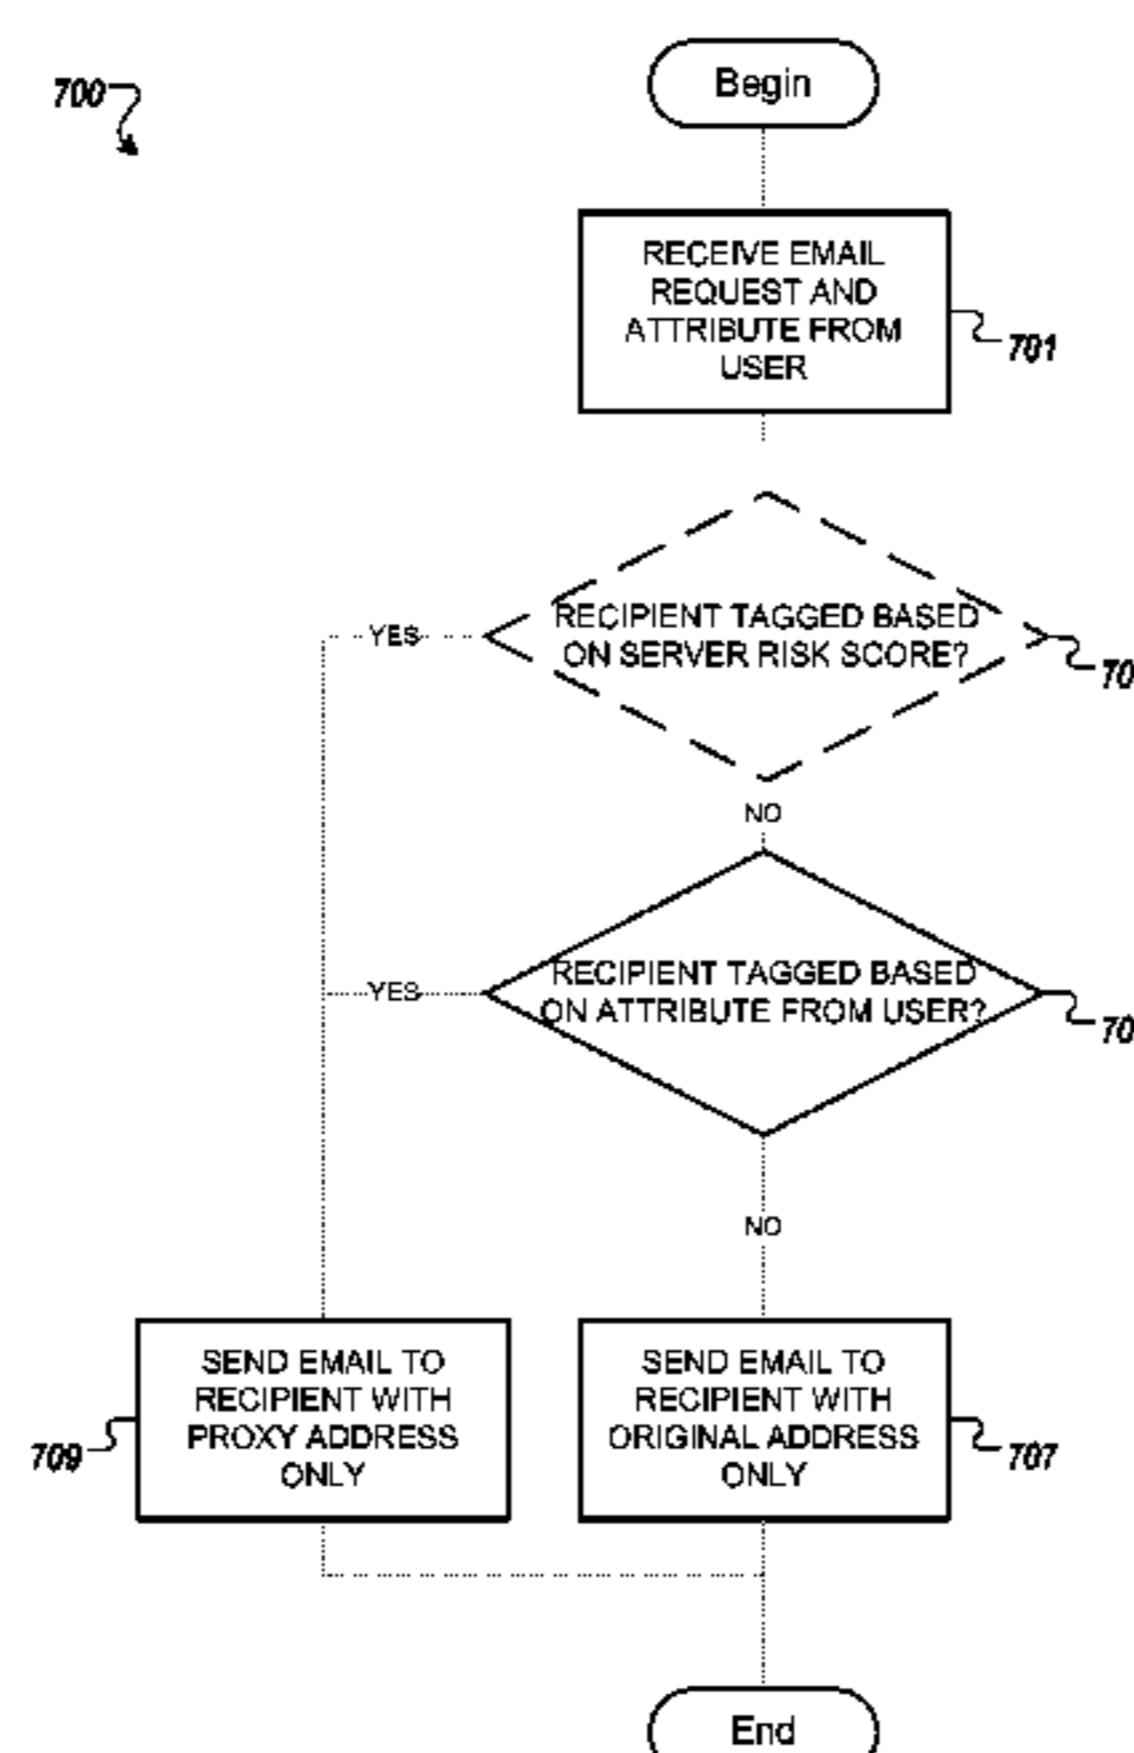 Begin
700
RECEIVE EMAIL
REQUEST AND
ATTRIBUTE FROM
USER
701
RECIPIENT TAGGED BASED
ON SERVER RISK SCORE?
YES
70
NO
RECIPIENT TAGGED BASED
ON ATTRIBUTE FROM USER?
YES
70
NO
SEND EMAIL TO
RECIPIENT WITH
PROXY ADDRESS
ONLY
709
SEND EMAIL TO
RECIPIENT WITH
ORIGINAL ADDRESS
ONLY
707
End